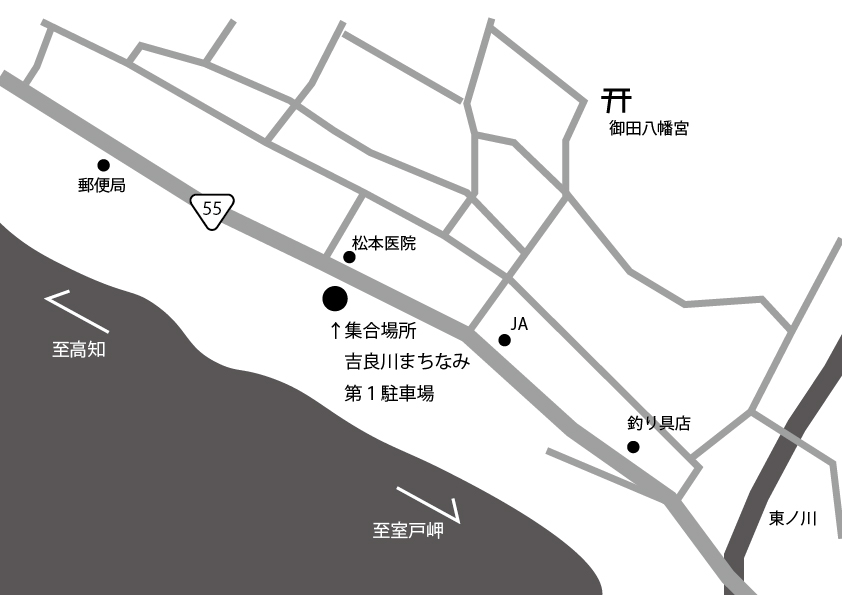 御田八幡宮
郵便局
55
松本医院
JA
↑集合場所
吉良川まちなみ
第1駐車場
至高知
釣り具店
東ノ川
至室戸岬